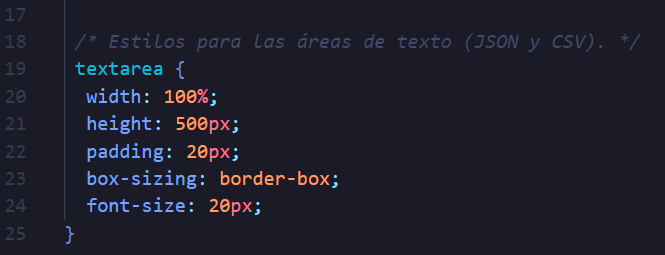 17
18 /* Estilos para las áreas de texto (JSON y CSV). */
19 textarea {
20 width: 100%;
21 height: 500px;
22 padding: 20px;
23 box-sizing: border-box;
24 font-size: 20px;
25 }